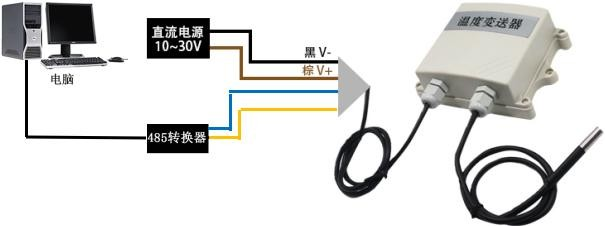 直流电源
10~30V
黑 V-
棕 V+
温度变送器
电脑
485转换器